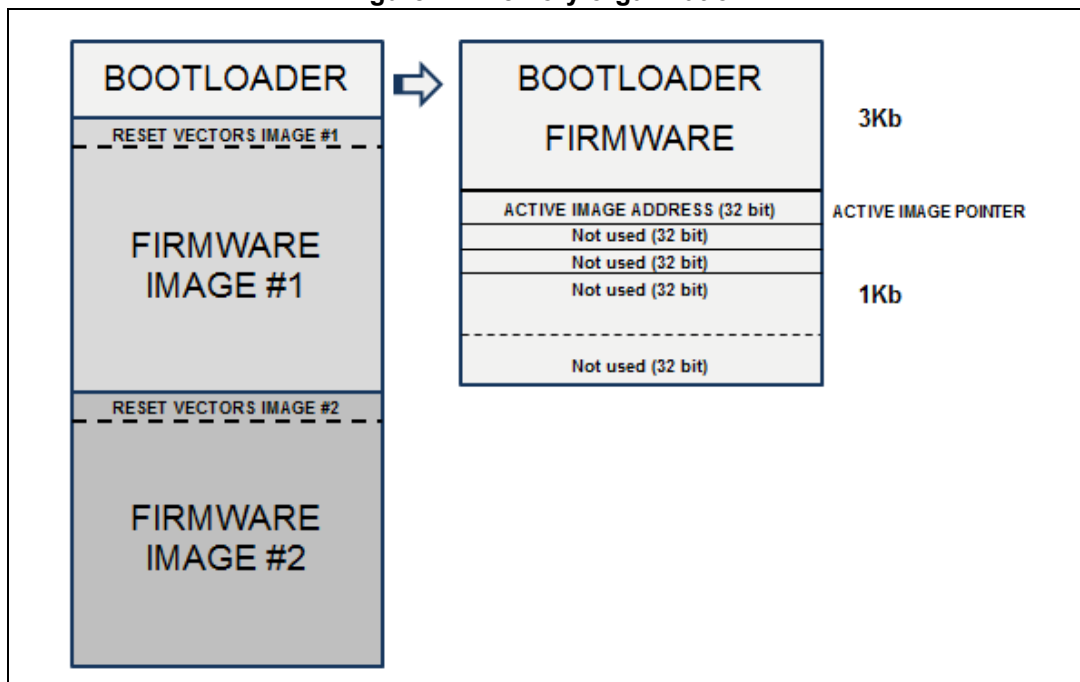 BOOTLOADER
RESET VECTORS IMAGE #1
FIRMWARE
IMAGE #1
RESET VECTORS IMAGE #2
FIRMWARE
IMAGE #2
BOOTLOADER
FIRMWARE
3Kb
ACTIVE IMAGE ADDRESS (32 bit)
ACTIVE IMAGE POINTER
Not used (32 bit)
Not used (32 bit)
Not used (32 bit)
1Kb
Not used (32 bit)